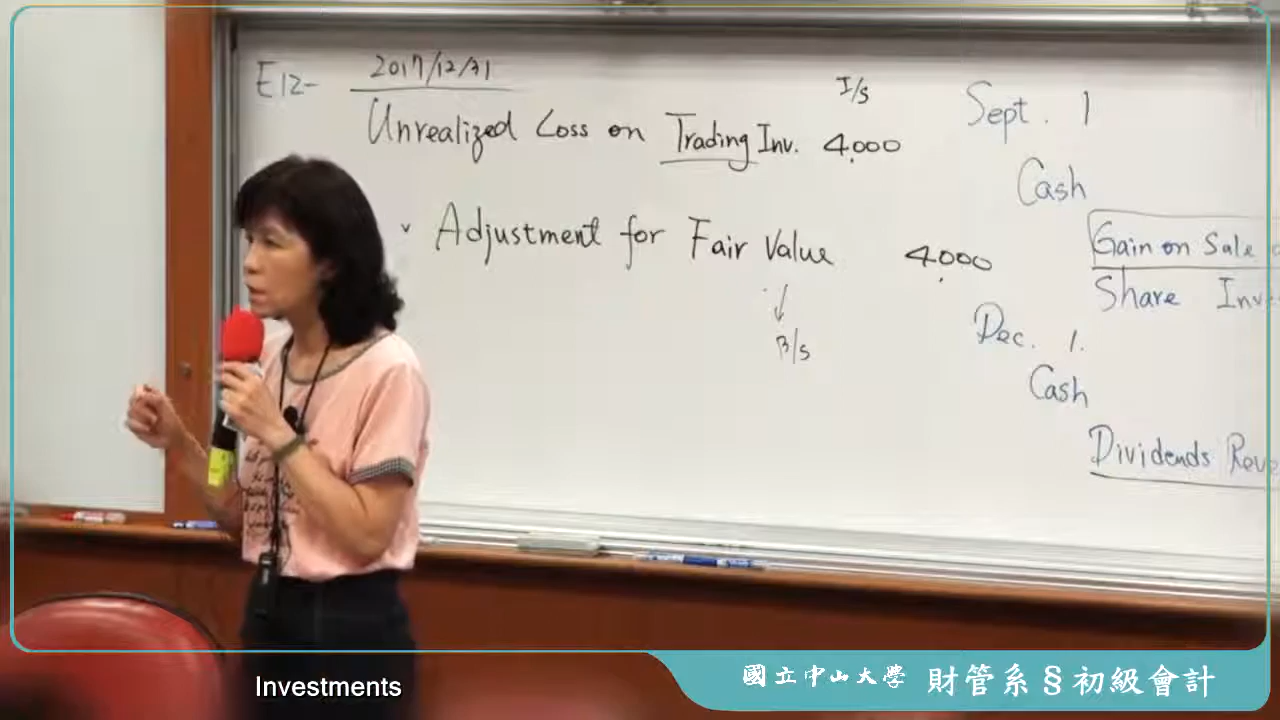 E12-
2017/12/31
Unrealized Loss on Trading Inv. 4,000
I/S
Adjustment for Fair Value 4,000
B/S
Sept. 1
Cash
Gain on Sale
Share Inv
Dec. 1.
Cash
Dividends Reve
Investments
國立中山大學 財管系§初級會計